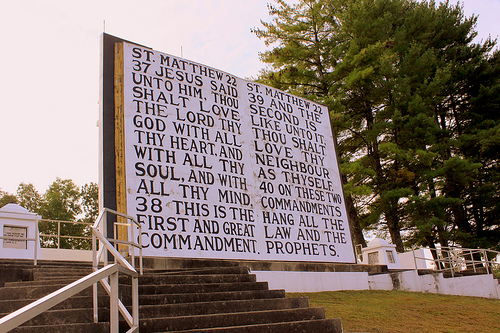 ST. MATTHEW 22
37 JESUS SAID
UNTO HIM, THOU
SHALT LOVE
THE LORD THY
GOD WITH ALL
THY HEART, AND
WITH ALL THY
SOUL, AND WITH
ALL THY MIND.
38 THIS IS THE
FIRST AND GREAT
COMMANDMENT.
ST. MATTHEW 22
39 AND THE
SECOND IS
LIKE UNTO IT
THOU SHALT
LOVE THY
NEIGHBOUR
AS THYSELF.
40 ON THESE TWO
COMMANDMENTS
HANG ALL THE
LAW AND THE
PROPHETS.